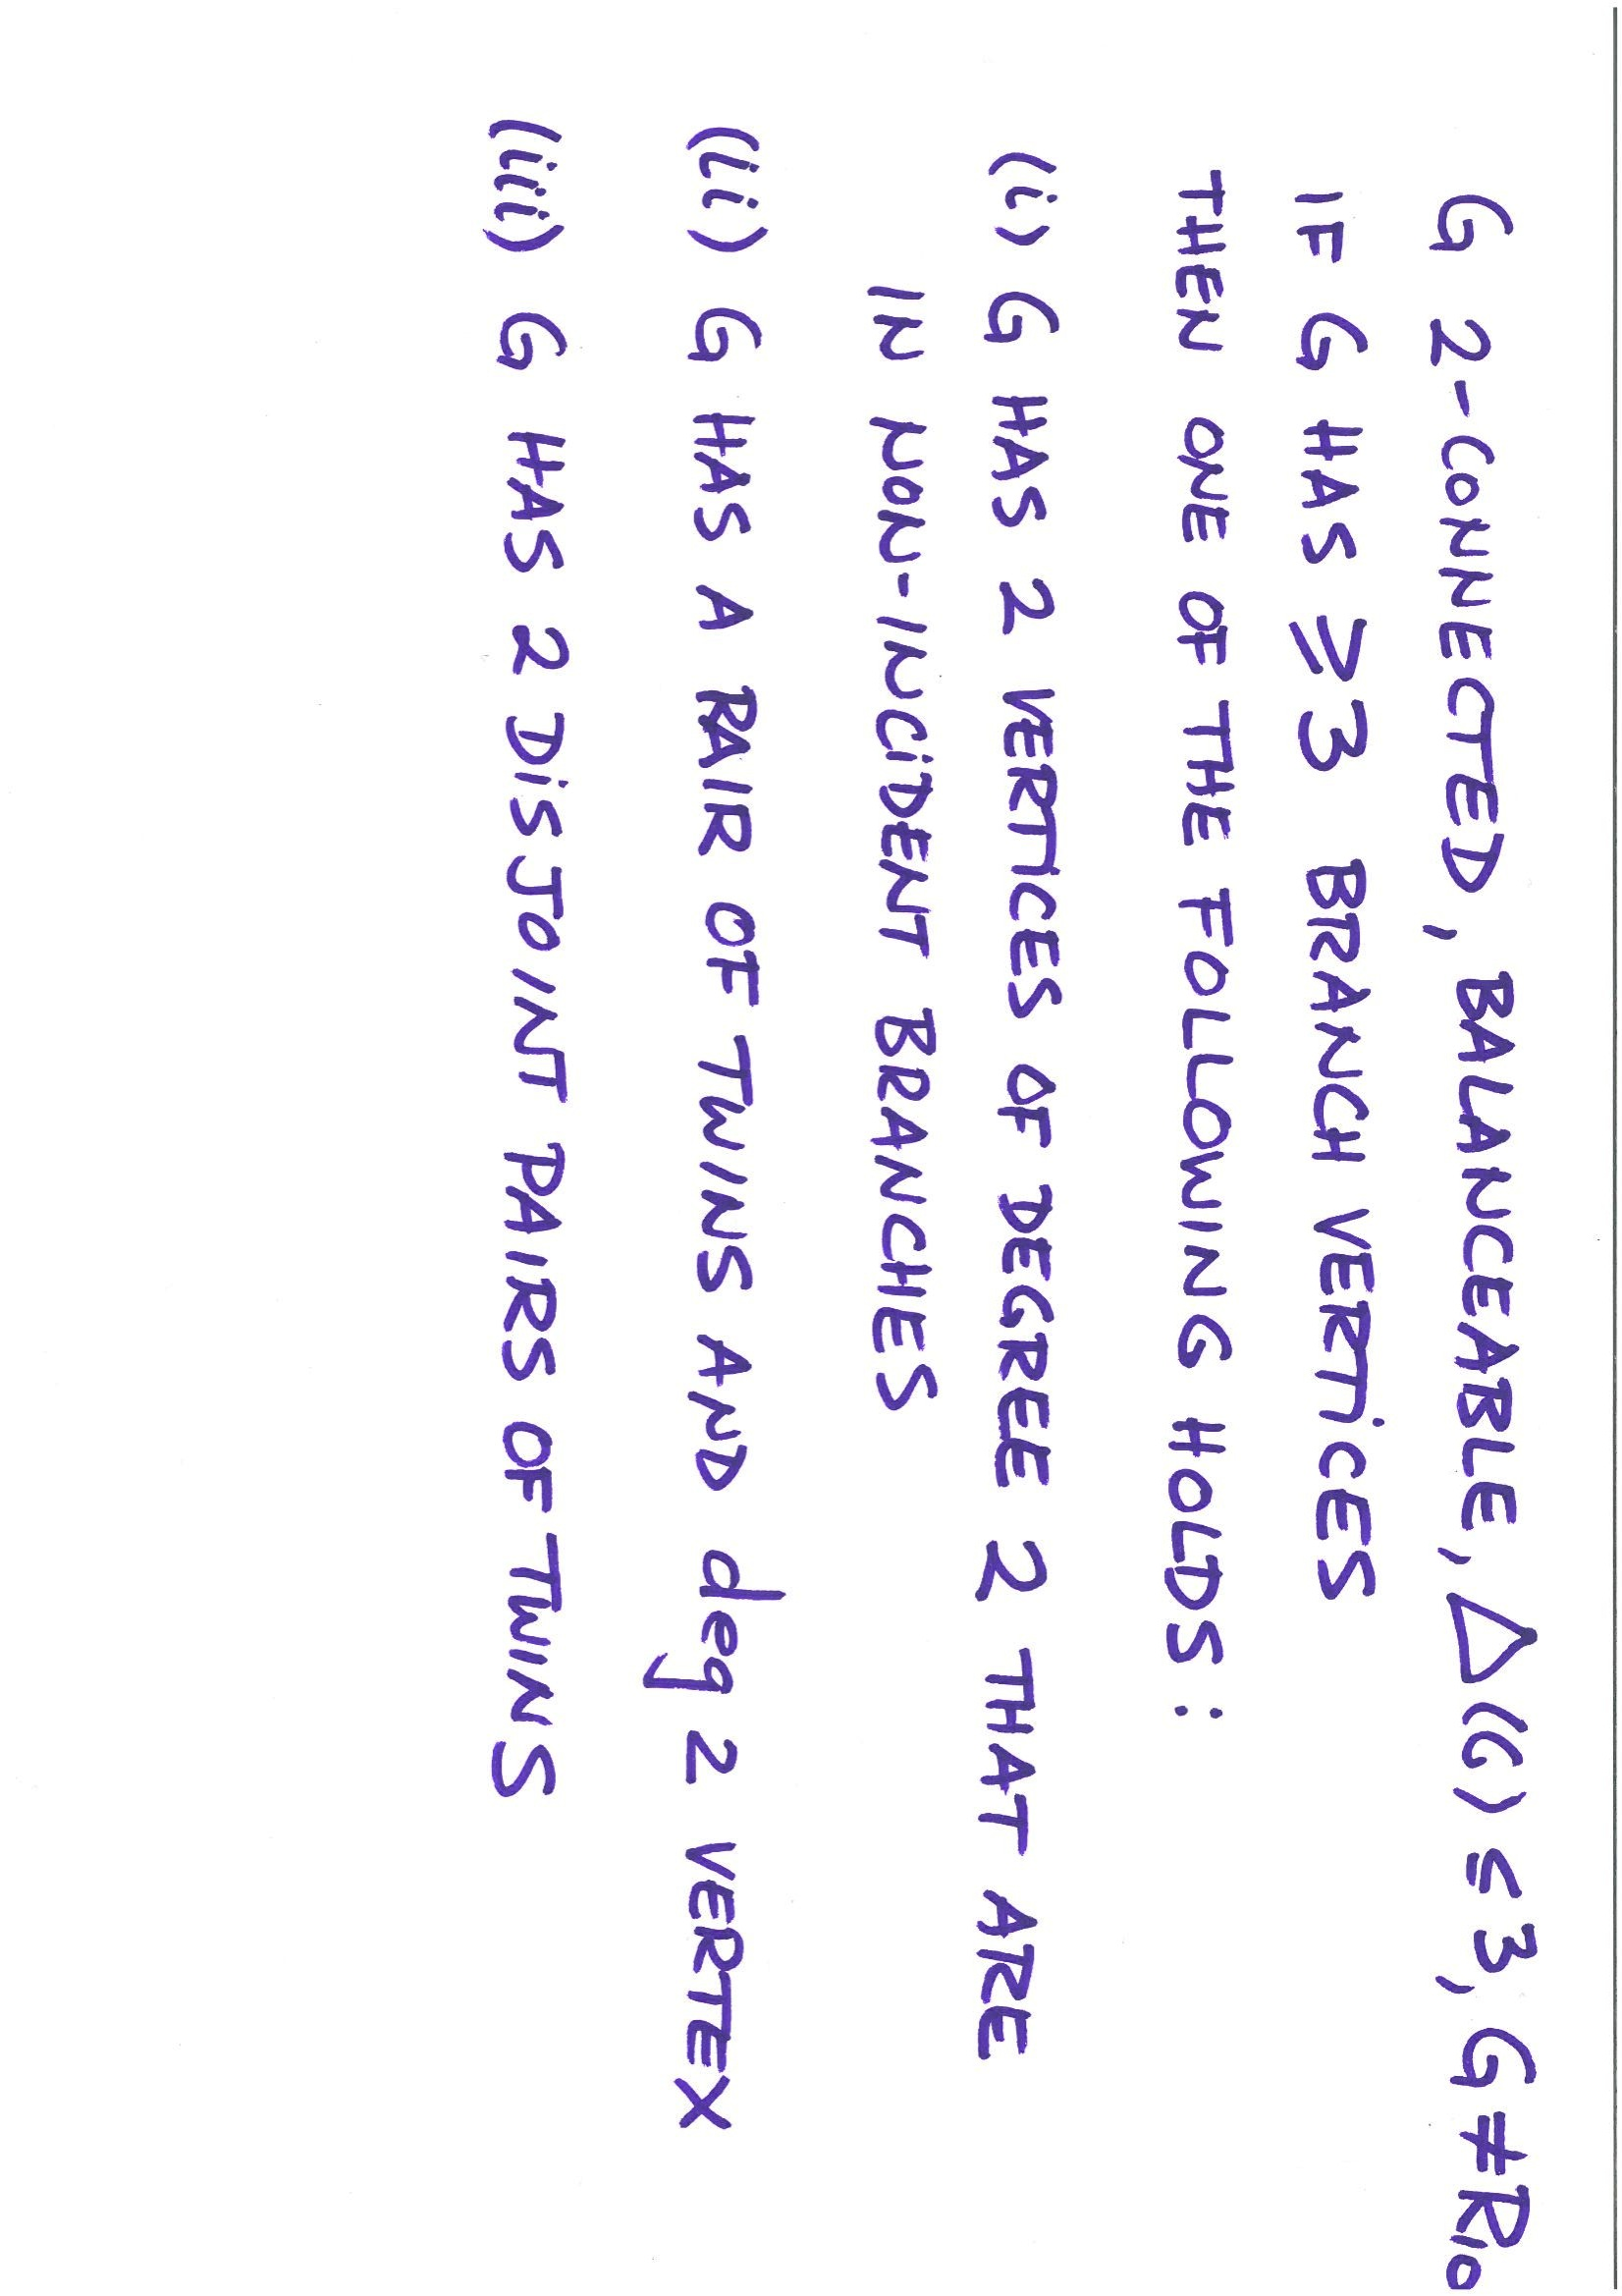 G 2-CONNECTED, BALANCEABLE, Δ(G) ≤ 3, G ≠ R10
IF G HAS ⩾3 BRANCH VERTICES
THEN ONE OF THE FOLLOWING HOLDS:
(i) G HAS 2 VERTICES OF DEGREE 2 THAT ARE
IN NON-INCIDENT BRANCHES
(ii) G HAS A PAIR OF TWINS AND deg 2 VERTEX
(iii) G HAS 2 DISJOINT PAIRS OF TWINS